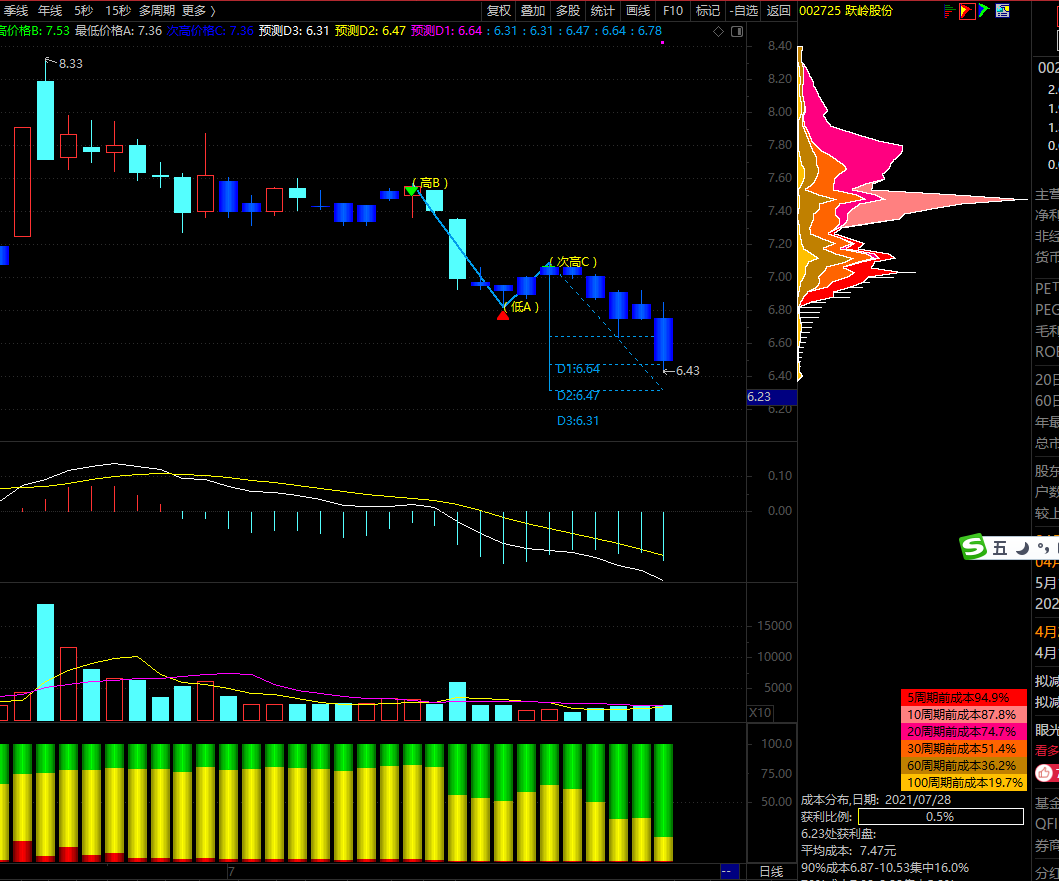 季线 年线 5秒 15秒 多周期 更多 〉 复权 叠加 多股 统计 画线 F10 标记 -自选 返回 002725 跃岭股份
高价格B: 7.53 最低价格A: 7.36 次高价格C: 7.36 预测D3: 6.31 预测D2: 6.47 预测D1: 6.64 : 6.31 : 6.31 : 6.47 : 6.64 : 6.78
8.40
8.33
8.20
8.00
7.80
7.60
(高B)
7.40
7.20
(次高C)
7.00
(低A)
6.80
6.60
D1:6.64
6.43
6.40
D2:6.47
6.23
6.20
D3:6.31
0.10
0.00
15000
10000
5000
X10
100.0
75.00
50.00
7
--
日线
5周期前成本94.9%
10周期前成本87.8%
20周期前成本74.7%
30周期前成本51.4%
60周期前成本36.2%
100周期前成本19.7%
成本分布,日期: 2021/07/28
获利比例: 0.5%
6.23处获利盘:
平均成本: 7.47元
90%成本6.87-10.53集中16.0%
002
2.
1.
1.
0.
0.
主营
净利
非经
货币
PET
PEG
毛利
ROE
20日
60日
年最
总市
股东
户数
较上
五
04月
5月
202
4月
4月
拟减
拟减
眼光
看多
基金
QFI
券商
分红